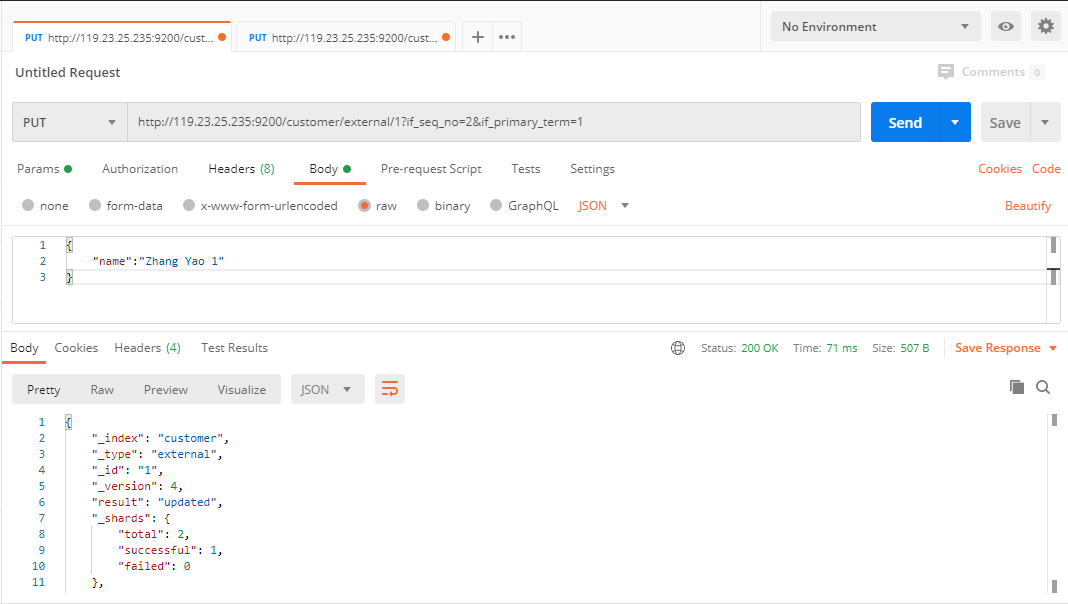 PUT http://119.23.25.235:9200/cust... PUT http://119.23.25.235:9200/cust... + ••• No Environment
Untitled Request Comments 0
PUT http://119.23.25.235:9200/customer/external/1?if_seq_no=2&if_primary_term=1 Send Save
Params Authorization Headers (8) Body Pre-request Script Tests Settings Cookies Code
none form-data x-www-form-urlencoded raw binary GraphQL JSON Beautify
1 {
2 "name":"Zhang Yao 1"
3 }
Body Cookies Headers (4) Test Results Status: 200 OK Time: 71 ms Size: 507 B Save Response
Pretty Raw Preview Visualize JSON
1 {
2 "_index": "customer",
3 "_type": "external",
4 "_id": "1",
5 "_version": 4,
6 "result": "updated",
7 "_shards": {
8 "total": 2,
9 "successful": 1,
10 "failed": 0
11 },